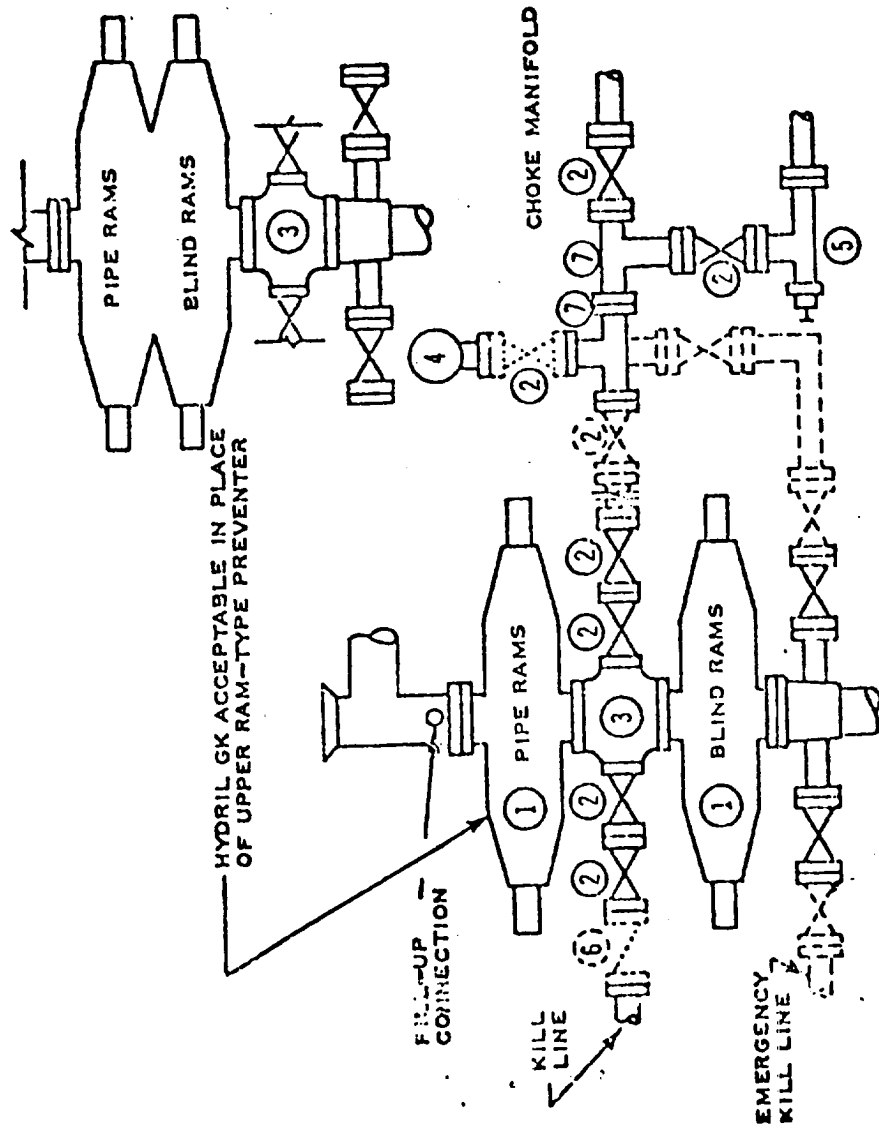 HYDRIL GK ACCEPTABLE IN PLACE
OF UPPER RAM-TYPE PREVENTER
PIPE RAMS
BLIND RAMS
3
FILL-UP
CONNECTION
1
PIPE RAMS
4
CHOKE MANIFOLD
2
7
7
2
2
2
2
2
3
2
2
6
KILL
LINE
5
1
BLIND RAMS
EMERGENCY
KILL LINE